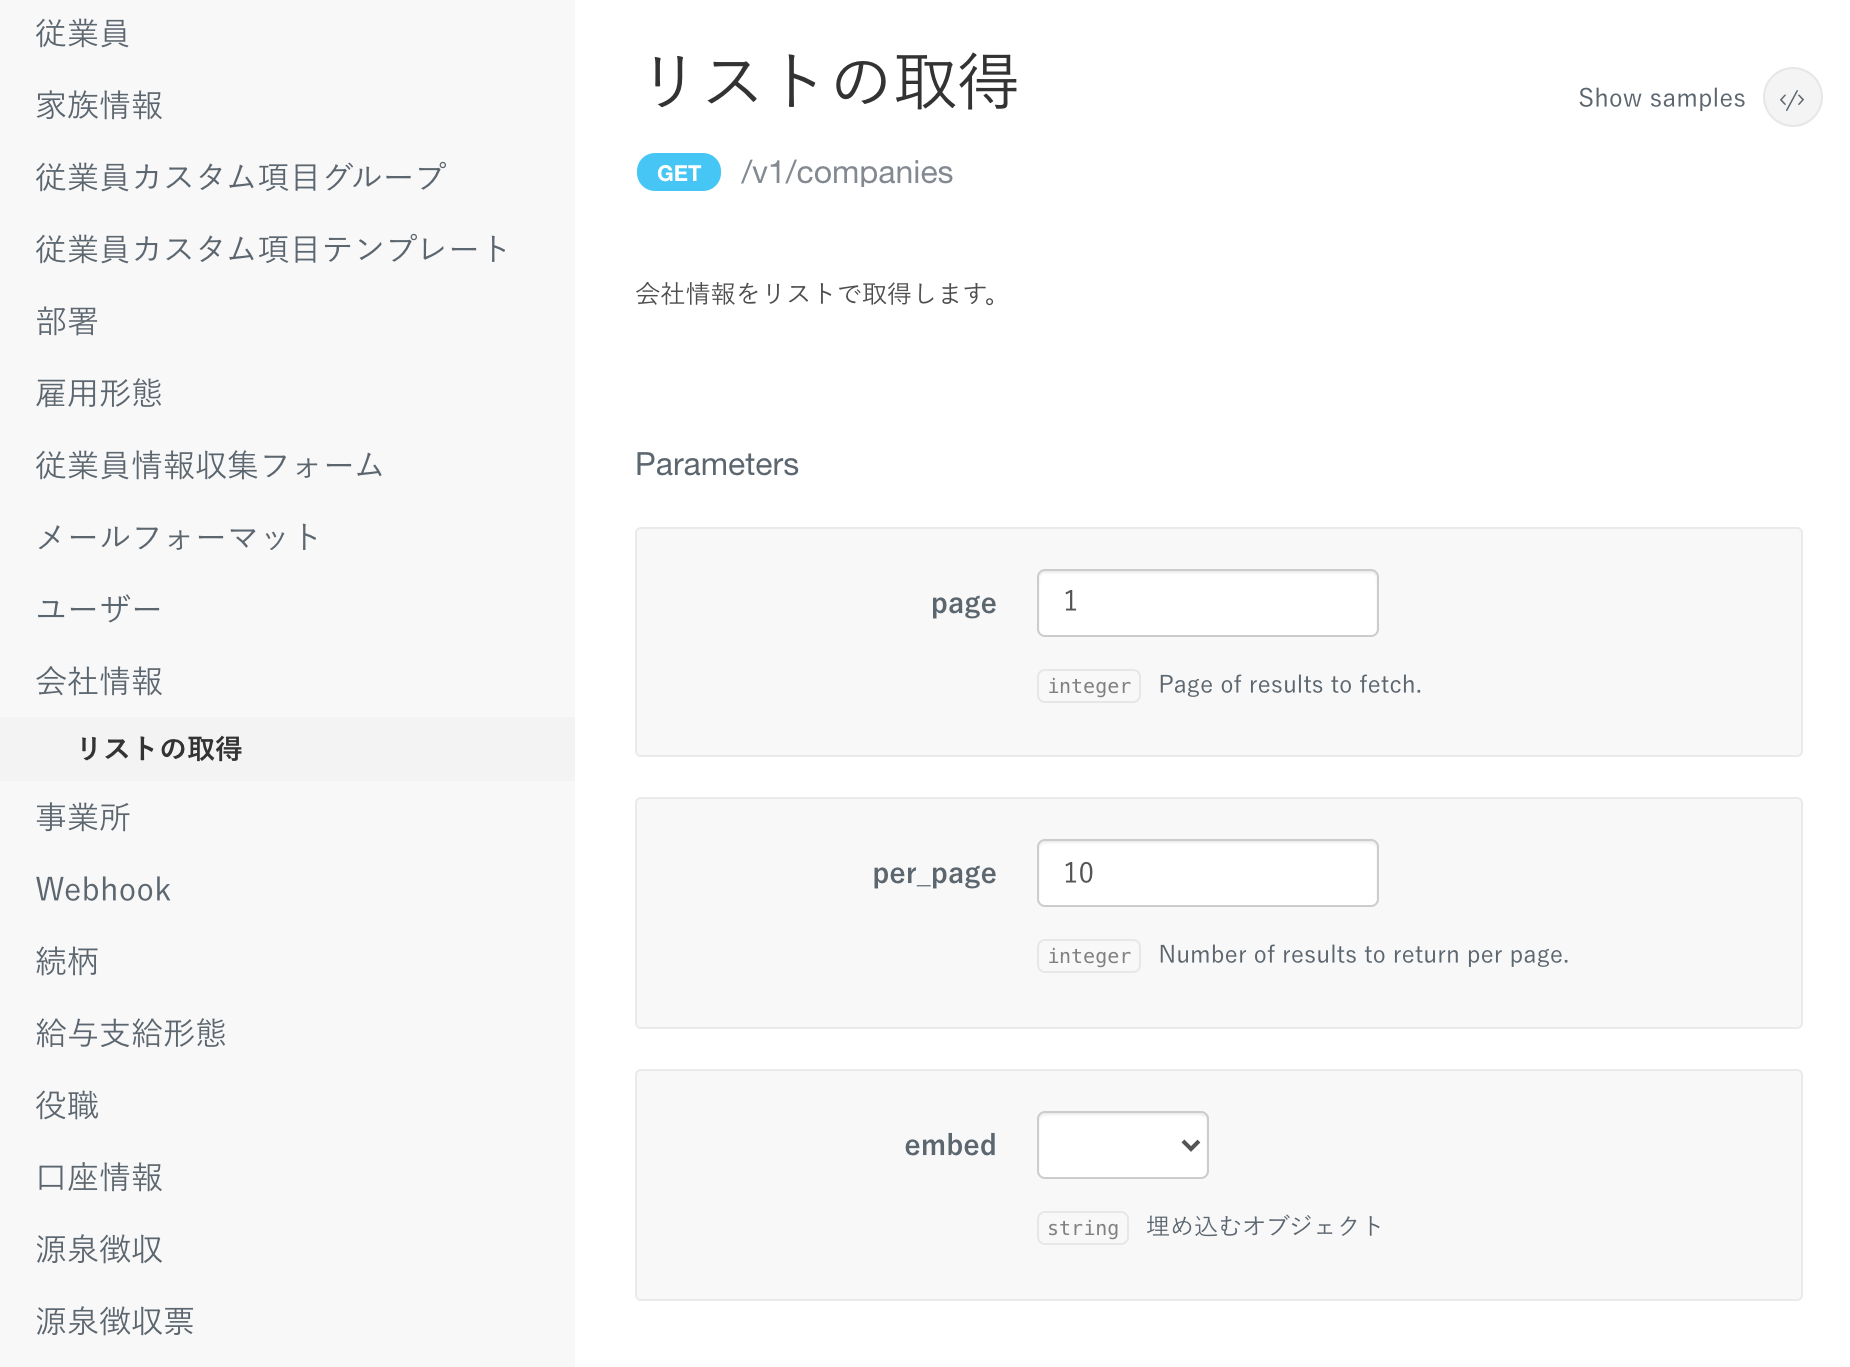 従業員
家族情報
従業員カスタム項目グループ
従業員カスタム項目テンプレート
部署
雇用形態
従業員情報収集フォーム
メールフォーマット
ユーザー
会社情報
リストの取得
事業所
Webhook
続柄
給与支給形態
役職
口座情報
源泉徴収
源泉徴収票
リストの取得
Show samples </>
GET /v1/companies
会社情報をリストで取得します。
Parameters
page 1
integer Page of results to fetch.
per_page 10
integer Number of results to return per page.
embed
string 埋め込むオブジェクト